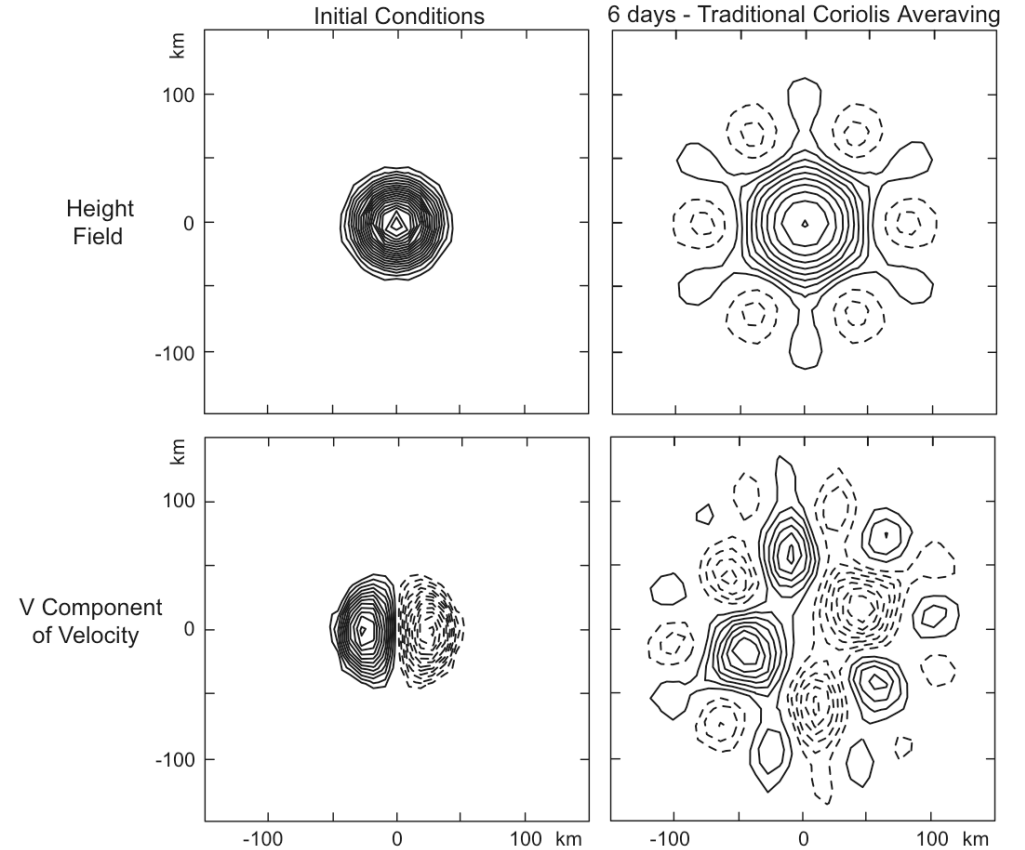 Initial Conditions
6 days - Traditional Coriolis Averaving
km
100
0
-100
Height
Field
km
100
0
-100
V Component
of Velocity
-100
0
100 km
-100
0
100 km